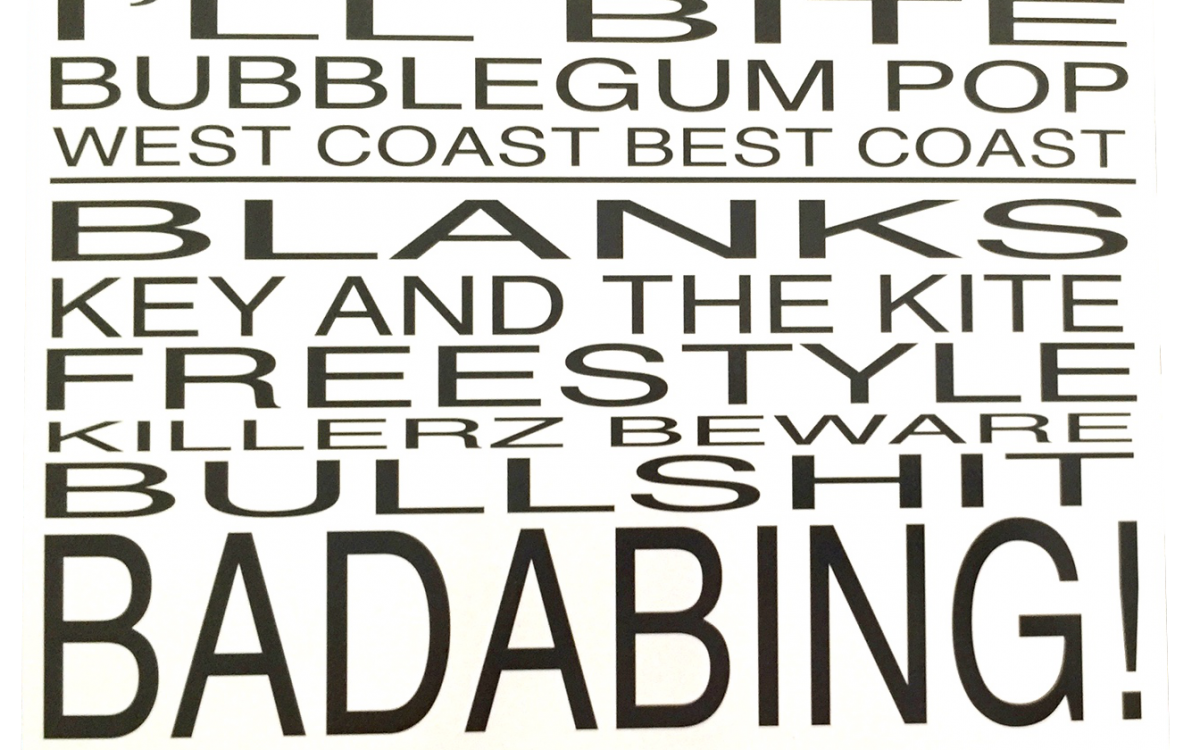 I'LL BITE
BUBBLEGUM POP
WEST COAST BEST COAST
BLANKS
KEY AND THE KITE
FREESTYLE
KILLERZ BEWARE
BULLSHIT
BADABING!